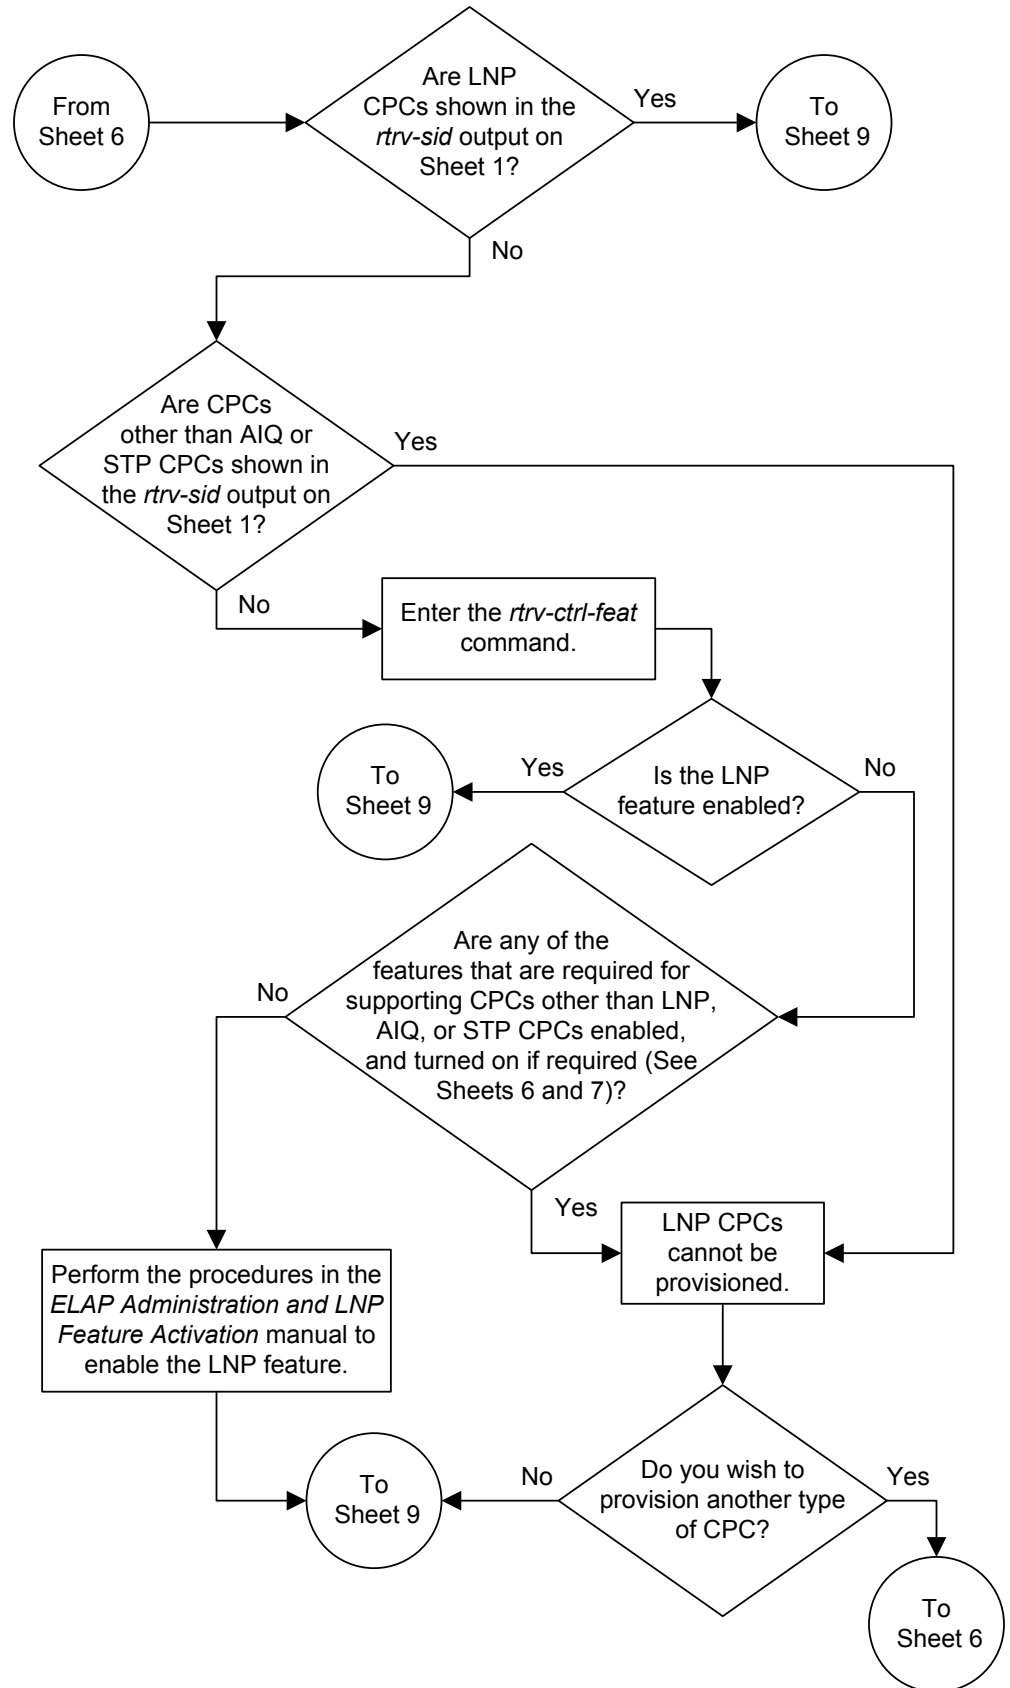 From
Sheet 6
Are LNP
CPCs shown in the
rtrv-sid output on
Sheet 1?
Yes
To
Sheet 9
No
Are CPCs
other than AIQ or
STP CPCs shown in
the rtrv-sid output on
Sheet 1?
Yes
No
Enter the rtrv-ctrl-feat
command.
To
Sheet 9
Yes
Is the LNP
feature enabled?
No
Are any of the
features that are required for
supporting CPCs other than LNP,
AIQ, or STP CPCs enabled,
and turned on if required (See
Sheets 6 and 7)?
No
Yes
LNP CPCs
cannot be
provisioned.
Perform the procedures in the
ELAP Administration and LNP
Feature Activation manual to
enable the LNP feature.
To
Sheet 9
No
Do you wish to
provision another type
of CPC?
Yes
To
Sheet 6